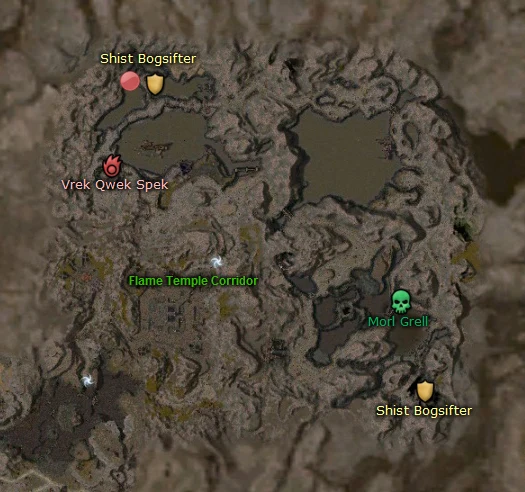 Shist Bogsifter
Vrek Qwek Spek
Flame Temple Corridor
Morl Grell
Shist Bogsifter